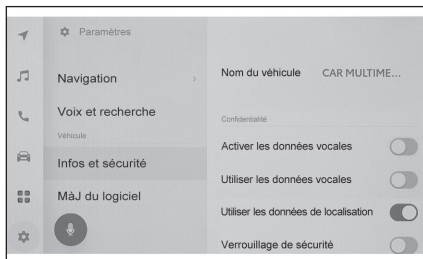 Paramètres
Navigation
Voix et recherche
Véhicule
Infos et sécurité
MàJ du logiciel
Nom du véhicule CAR MULTIME...
Confidentialité
Activer les données vocales
Utiliser les données vocales
Utiliser les données de localisation
Verrouillage de sécurité